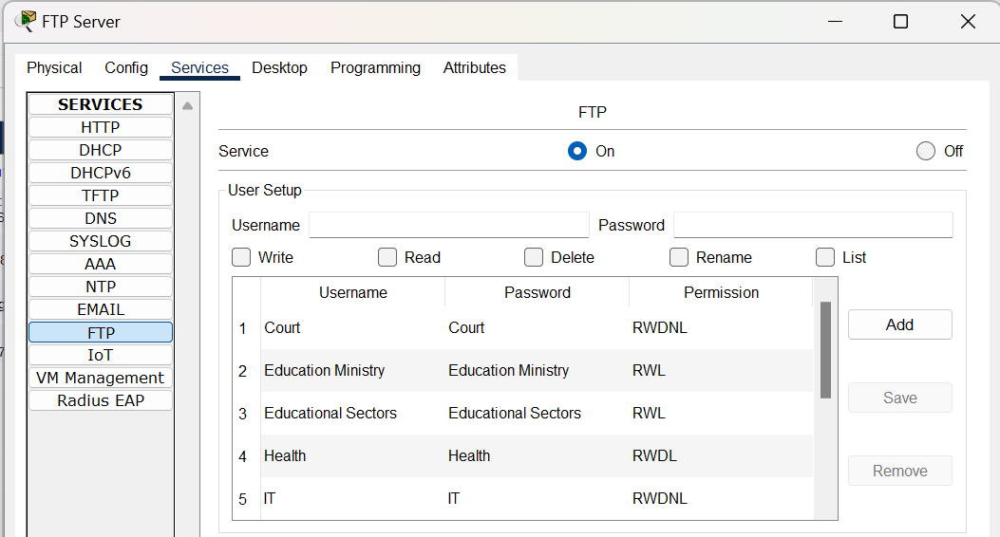 FTP Server
Physical Config Services Desktop Programming Attributes
SERVICES
HTTP
DHCP
DHCPv6
TFTP
DNS
SYSLOG
AAA
NTP
EMAIL
FTP
IoT
VM Management
Radius EAP
FTP
Service On Off
User Setup
Username Password
Write Read Delete Rename List
Username Password Permission
1 Court Court RWDNL
2 Education Ministry Education Ministry RWL
3 Educational Sectors Educational Sectors RWL
4 Health Health RWDL
5 IT IT RWDNL
Add
Save
Remove